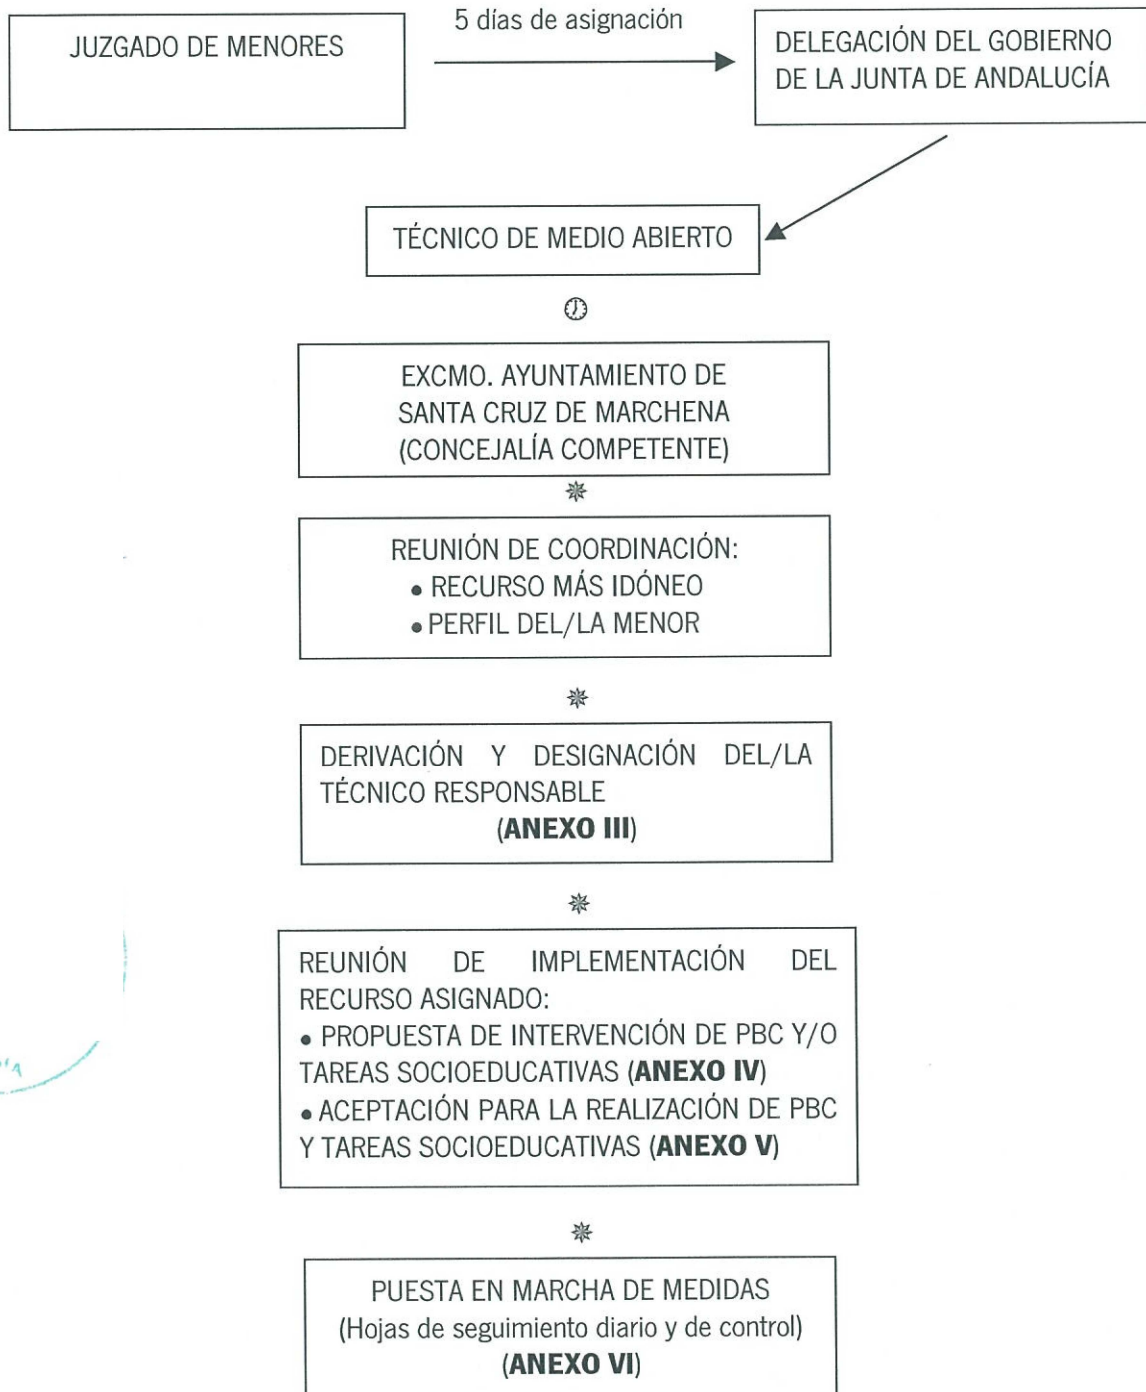 JUZGADO DE MENORES
5 días de asignación
DELEGACIÓN DEL GOBIERNO
DE LA JUNTA DE ANDALUCÍA
TÉCNICO DE MEDIO ABIERTO
EXCMO. AYUNTAMIENTO DE
SANTA CRUZ DE MARCHENA
(CONCEJALÍA COMPETENTE)
REUNIÓN DE COORDINACIÓN:
• RECURSO MÁS IDÓNEO
• PERFIL DEL/LA MENOR
DERIVACIÓN Y DESIGNACIÓN DEL/LA
TÉCNICO RESPONSABLE
(ANEXO III)
REUNIÓN DE IMPLEMENTACIÓN DEL
RECURSO ASIGNADO:
• PROPUESTA DE INTERVENCIÓN DE PBC Y/O
TAREAS SOCIOEDUCATIVAS (ANEXO IV)
• ACEPTACIÓN PARA LA REALIZACIÓN DE PBC
Y TAREAS SOCIOEDUCATIVAS (ANEXO V)
PUESTA EN MARCHA DE MEDIDAS
(Hojas de seguimiento diario y de control)
(ANEXO VI)